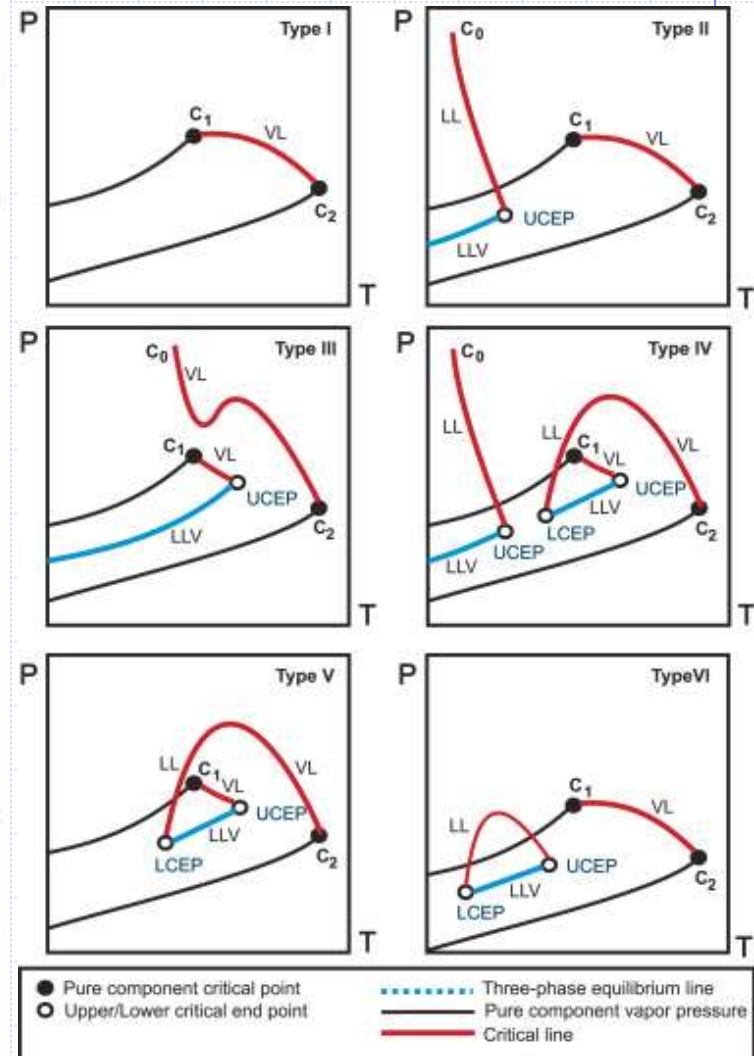 P
Type I
C1
VL
C2
T
P
Type II
C0
LL
C1
VL
UCEP
C2
LLV
T
P
Type III
C0
VL
C1
VL
UCEP
LLV
C2
T
P
Type IV
C0
LL
LL
C1
VL
VL
UCEP
LLV
UCEP
LCEP
LLV
C2
T
P
Type V
LL
C1
VL
VL
UCEP
LLV
LCEP
C2
T
P
TypeVI
C1
VL
LL
UCEP
LLV
LCEP
C2
T
Pure component critical point
Upper/Lower critical end point
Three-phase equilibrium line
Pure component vapor pressure
Critical line